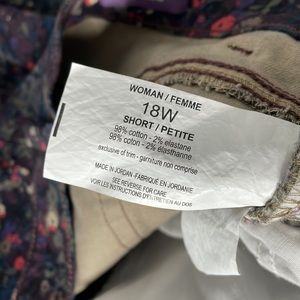 WOMAN / FEMME
18W
SHORT / PETITE
98% cotton - 2% elastane
98% coton - 2% élasthanne
exclusive of trim - garniture non comprise
MADE IN JORDAN - FABRIQUÉ EN JORDANIE
SEE REVERSE FOR CARE
VOIR LES INSTRUCTIONS D'ENTRETIEN AU DOS